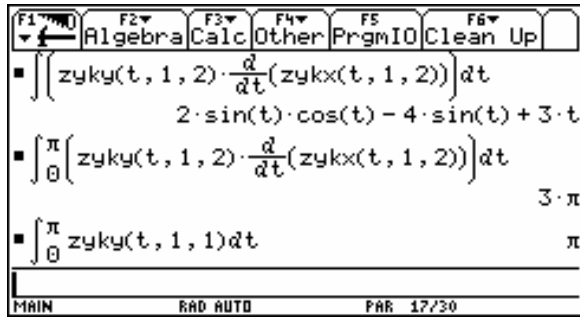 F1 F2 F3 F4 F5 F6
Algebra Calc Other PrgmIO Clean Up
∫(zyky(t,1,2)·d/dt(zykx(t,1,2)))dt
2·sin(t)·cos(t)-4·sin(t)+3·t
∫₀^π(zyky(t,1,2)·d/dt(zykx(t,1,2)))dt
3·π
∫₀^π zyky(t,1,1)dt π
MAIN RAD AUTO PAR 17/30